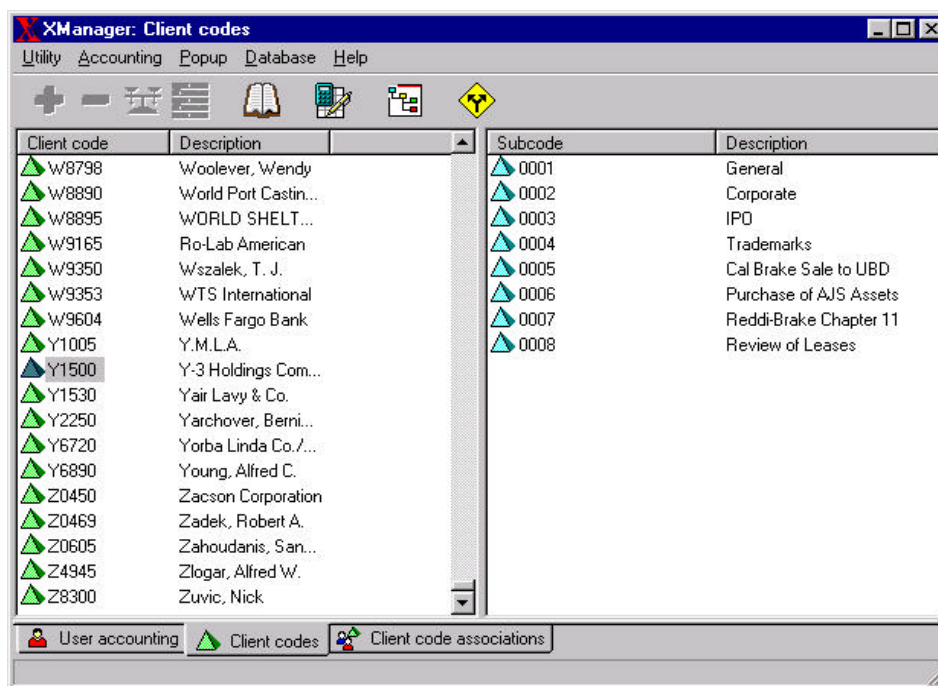 XManager: Client codes
Utility Accounting Popup Database Help
Client code Description
W8798 Woolever, Wendy
W8890 World Port Castin...
W8895 WORLD SHELT...
W9165 Ro-Lab American
W9350 Wszalek, T. J.
W9353 WTS International
W9604 Wells Fargo Bank
Y1005 Y.M.L.A.
Y1500 Y-3 Holdings Com...
Y1530 Yair Lavy & Co.
Y2250 Yarchover, Berni...
Y6720 Yorba Linda Co./...
Y6890 Young, Alfred C.
Z0450 Zacson Corporation
Z0469 Zadek, Robert A.
Z0605 Zahoudanis, San...
Z4945 Zlogar, Alfred W.
Z8300 Zuvic, Nick
Subcode Description
0001 General
0002 Corporate
0003 IPO
0004 Trademarks
0005 Cal Brake Sale to UBD
0006 Purchase of AJS Assets
0007 Reddi-Brake Chapter 11
0008 Review of Leases
User accounting Client codes Client code associations